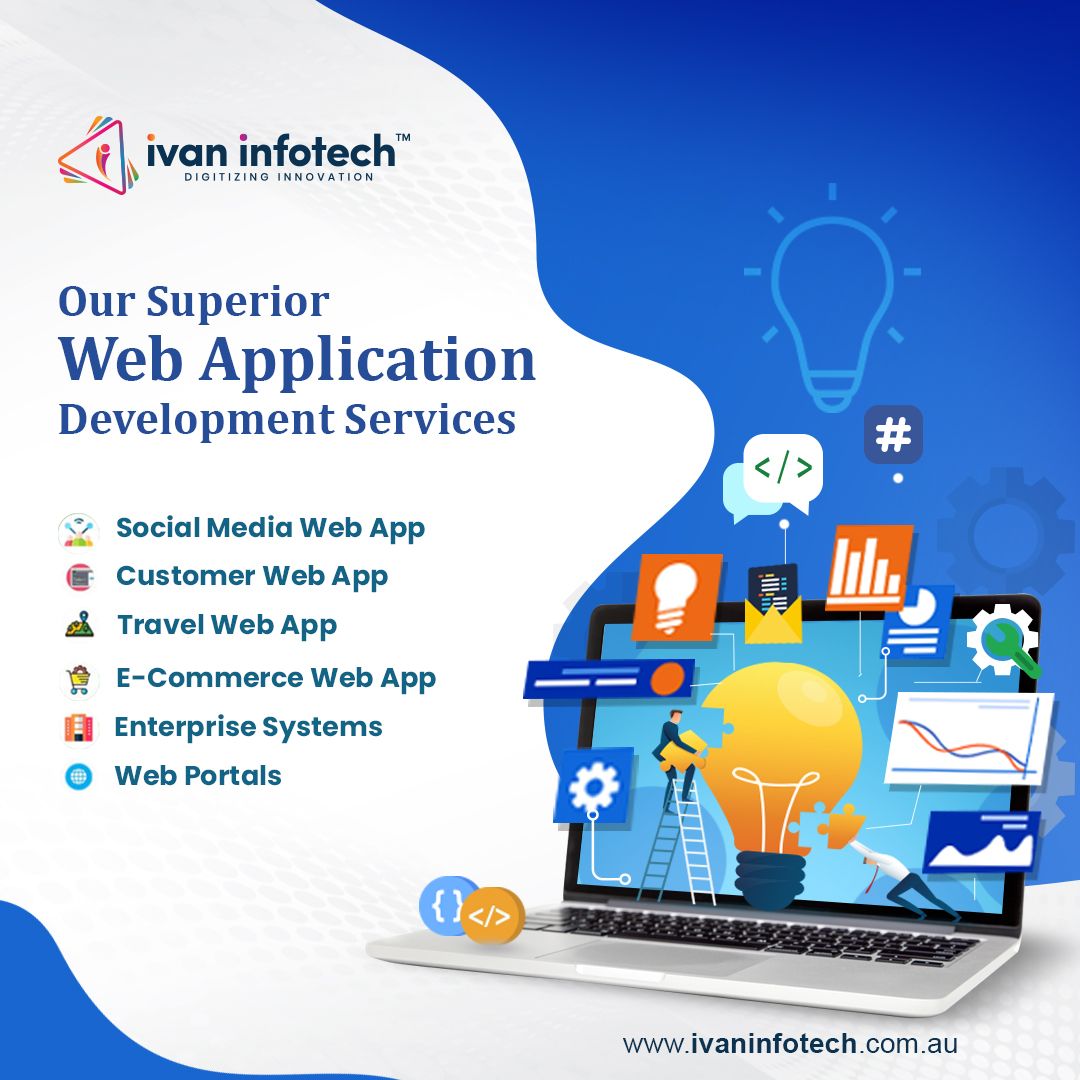 ivan infotech™
DIGITIZING INNOVATION
Our Superior
Web Application
Development Services
Social Media Web App
Customer Web App
Travel Web App
E-Commerce Web App
Enterprise Systems
Web Portals
#
</>
{}
</>
www.ivaninfotech.com.au